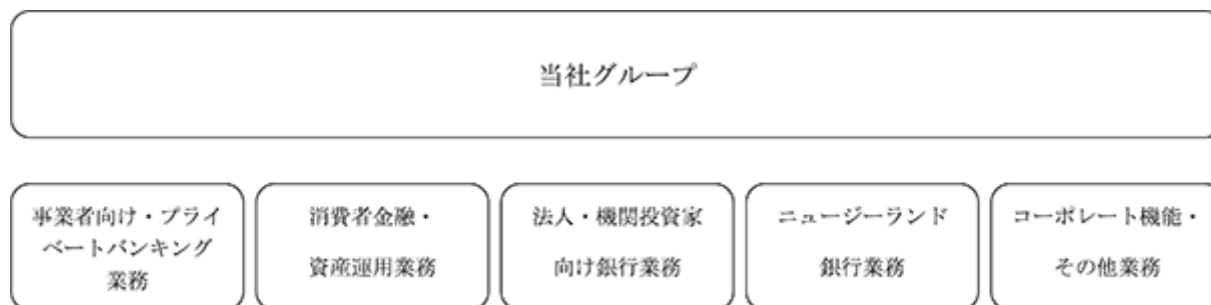 当社グループ
事業者向け・プライ
ベートバンキング
業務
消費者金融・
資産運用業務
法人・機関投資家
向け銀行業務
ニュージーランド
銀行業務
コーポレート機能・
その他業務